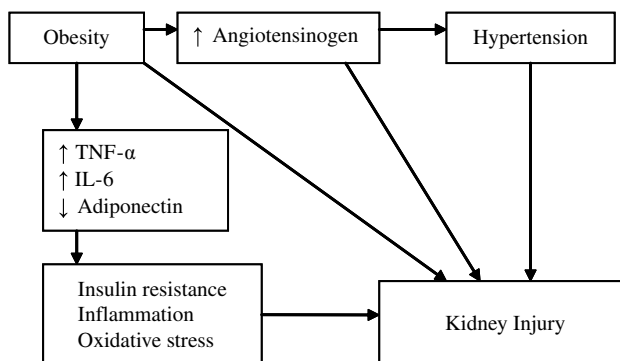 Obesity
↑ Angiotensinogen
Hypertension
↑ TNF-α
↑ IL-6
↓ Adiponectin
Insulin resistance
Inflammation
Oxidative stress
Kidney Injury